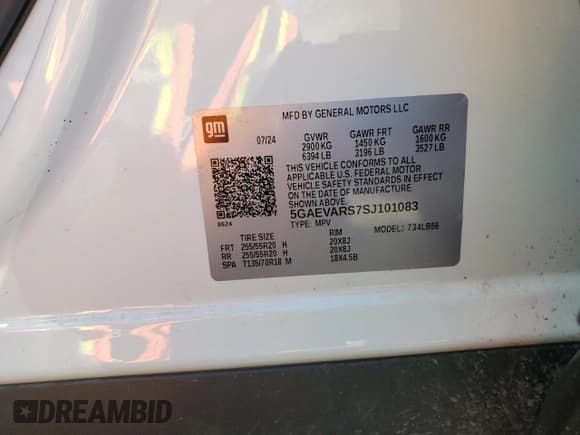 MFD BY GENERAL MOTORS LLC
gm
07/24 GVWR GAWR FRT GAWR RR
2900 KG 1450 KG 1600 KG
6394 LB 3196 LB 3527 LB
THIS VEHICLE CONFORMS TO ALL
APPLICABLE U.S. FEDERAL MOTOR
VEHICLE SAFETY STANDARDS IN EFFECT
ON THE DATE OF MANUFACTURE
SHOWN ABOVE.
5GAEVARS7SJ101083
TYPE: MPV MODEL: 734LB56
TIRE SIZE RIM
FRT 255/55R20 H 20X8J
RR 255/55R20 H 20X8J
SPA T135/70R18 M 18X4.5B
DREAMBID